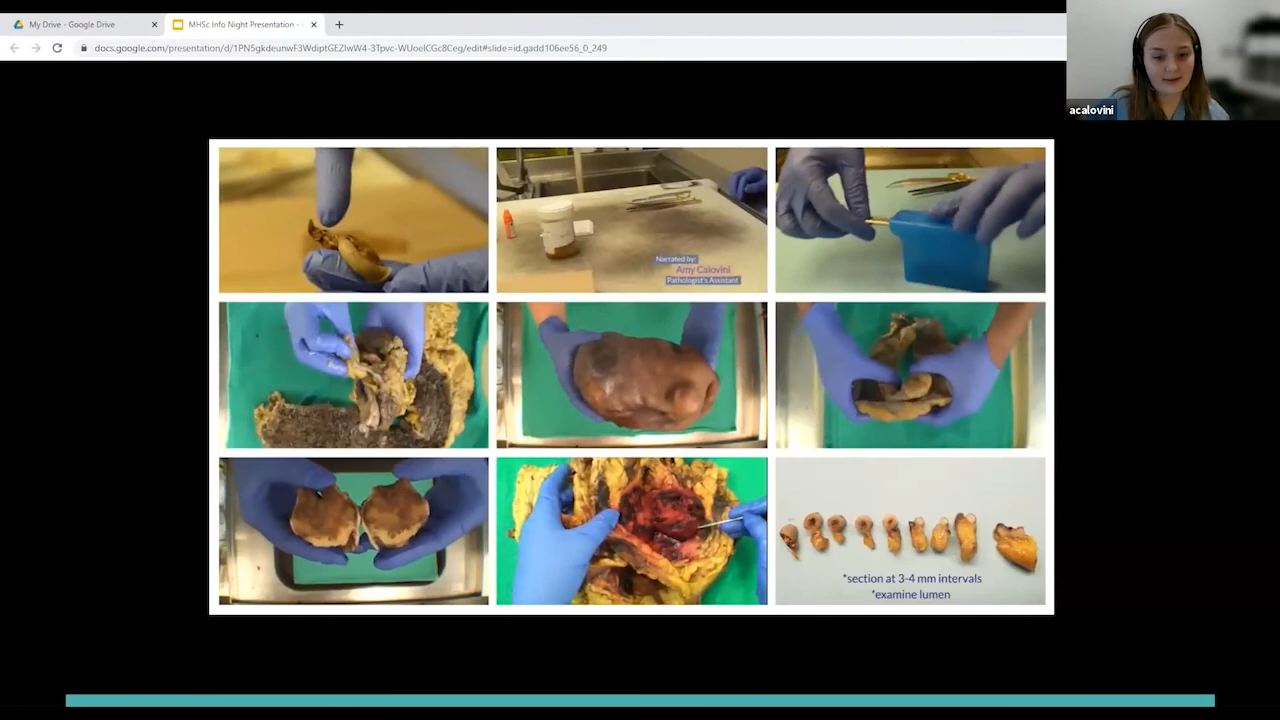 My Drive - Google Drive
MHSc Info Night Presentation -
docs.google.com/presentation/d/1PN5gkdeunwF3WdiptGEZlwW4-3Tpvc-WUoeICGc8Ceg/edit#slide=id.gadd106ee56_0_249
acalovini
Narrated by:
Amy Calovini
Pathologist's Assistant
*section at 3-4 mm intervals
*examine lumen